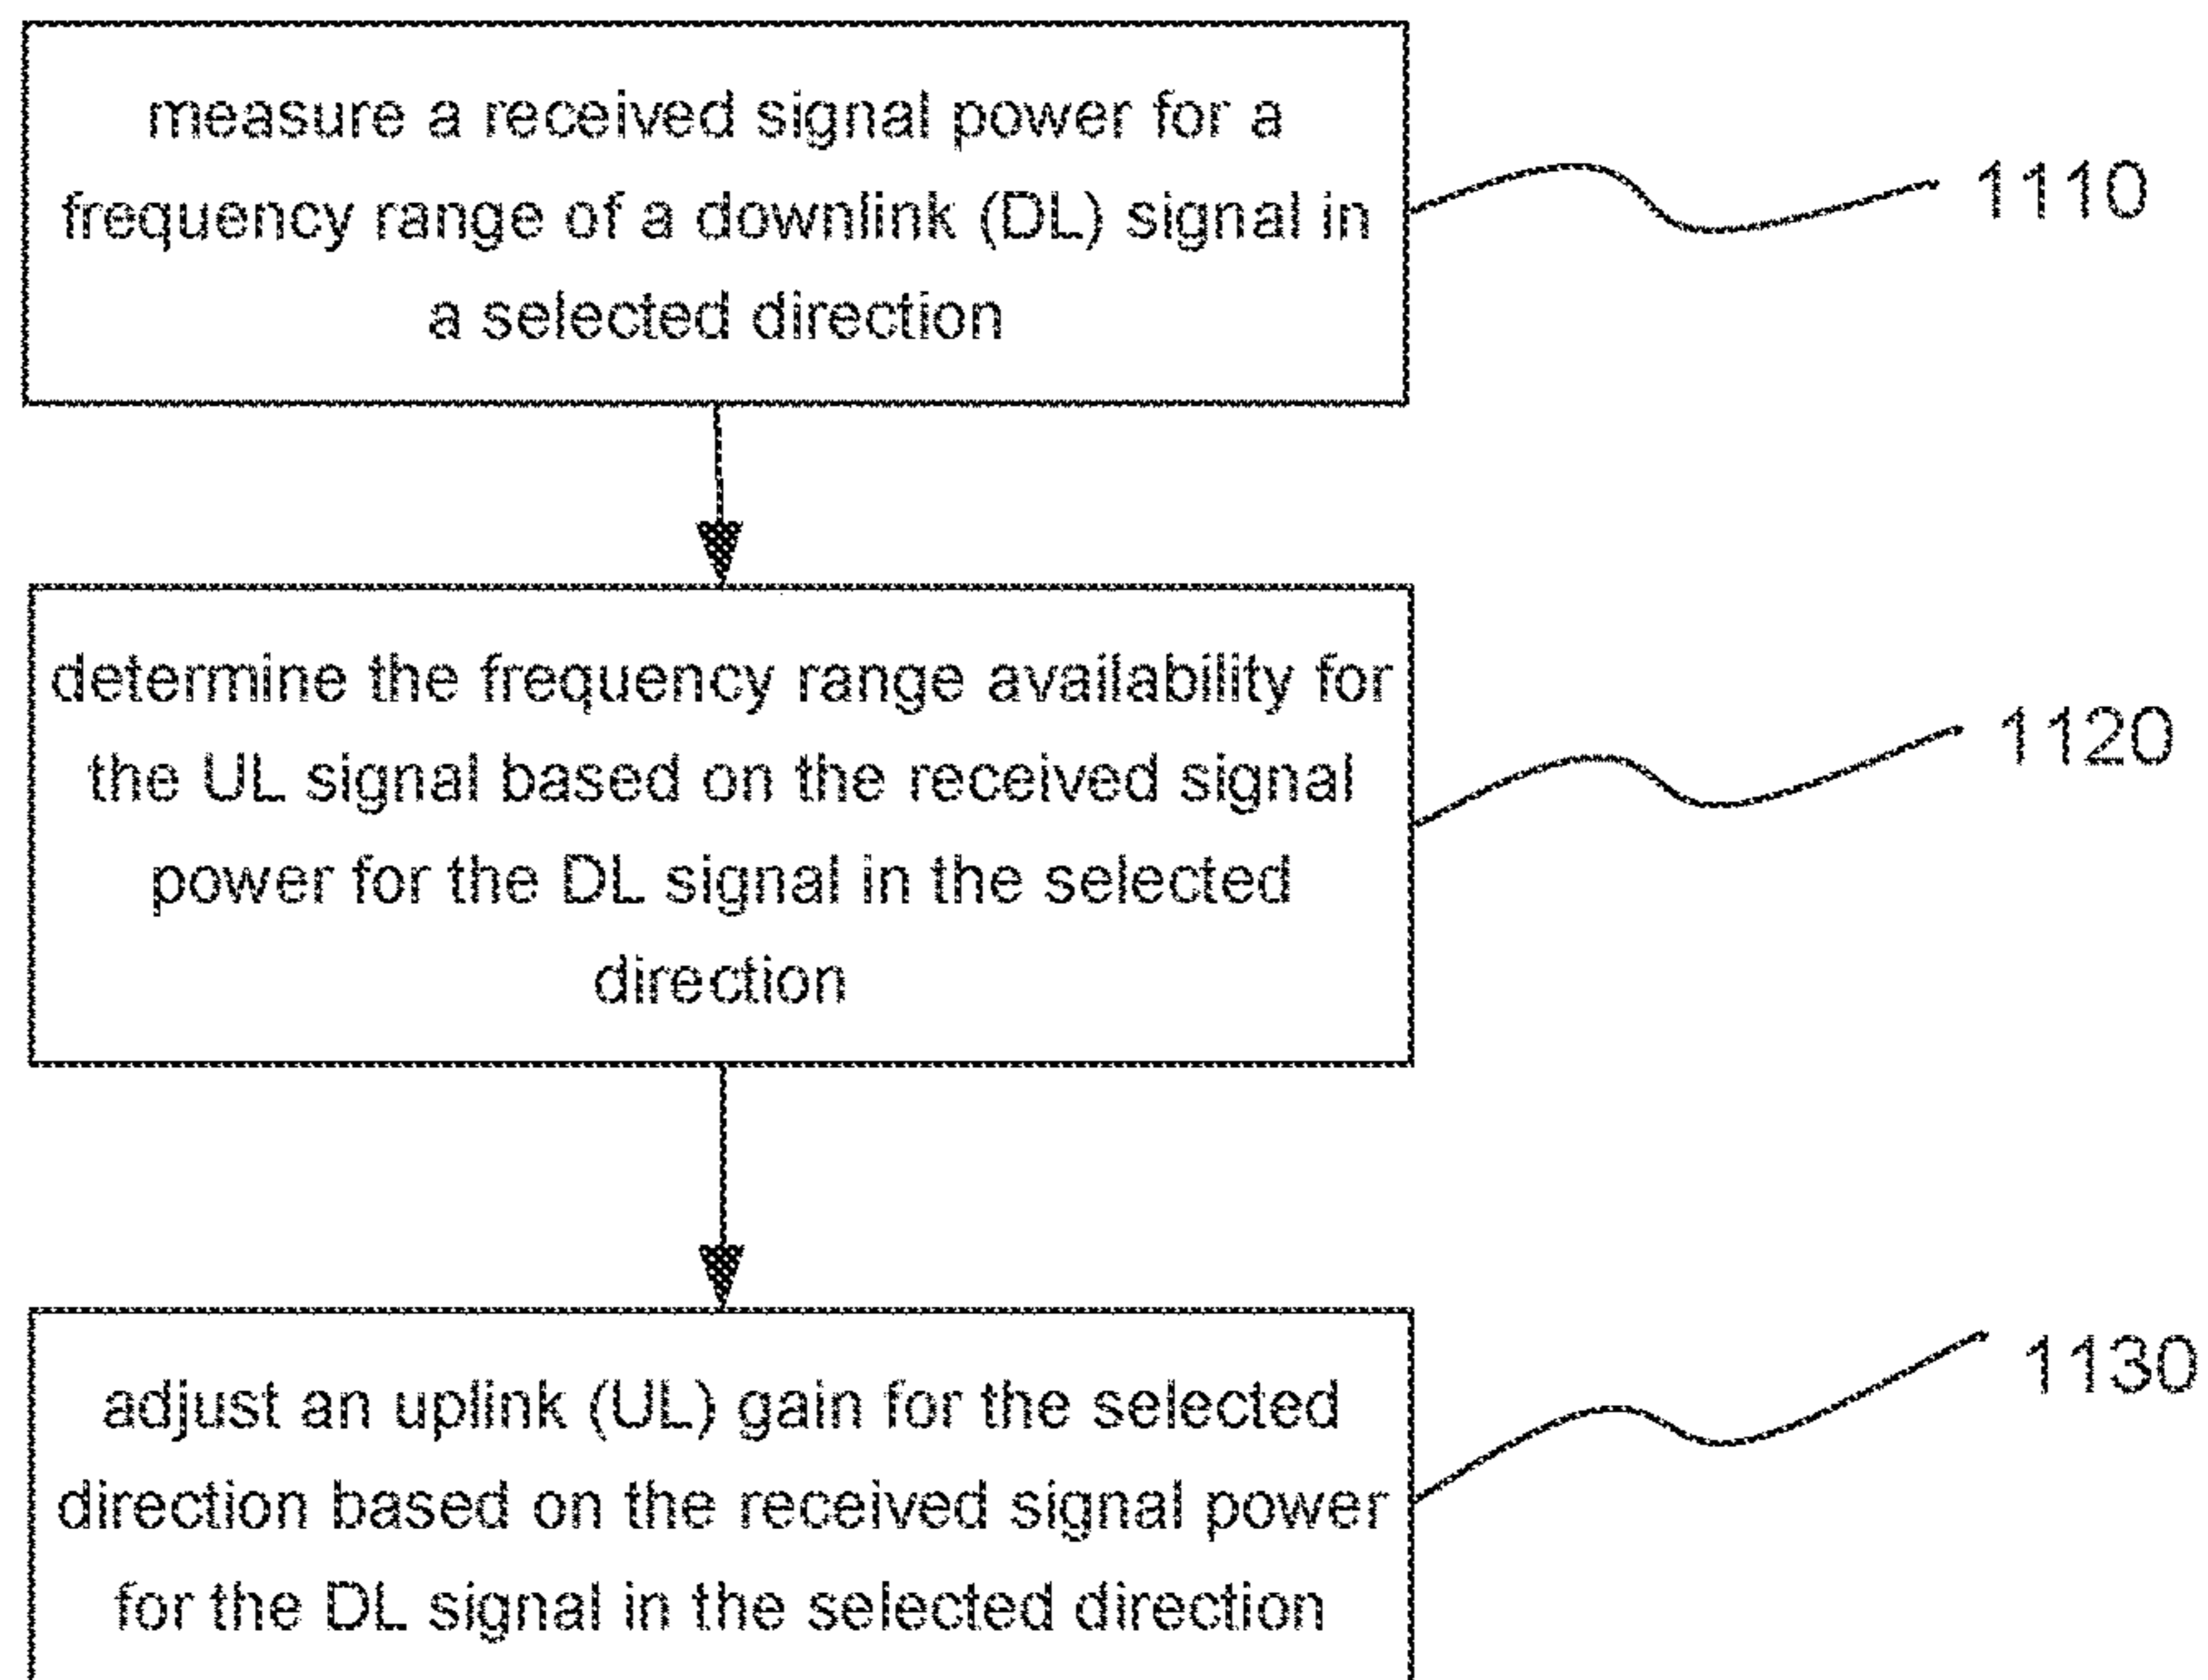 measure a received signal power for a
frequency range of a downlink (DL) signal in
a selected direction
1110
determine the frequency range availability for
the UL signal based on the received signal
power for the DL signal in the selected
direction
1120
adjust an uplink (UL) gain for the selected
direction based on the received signal power
for the DL signal in the selected direction
1130